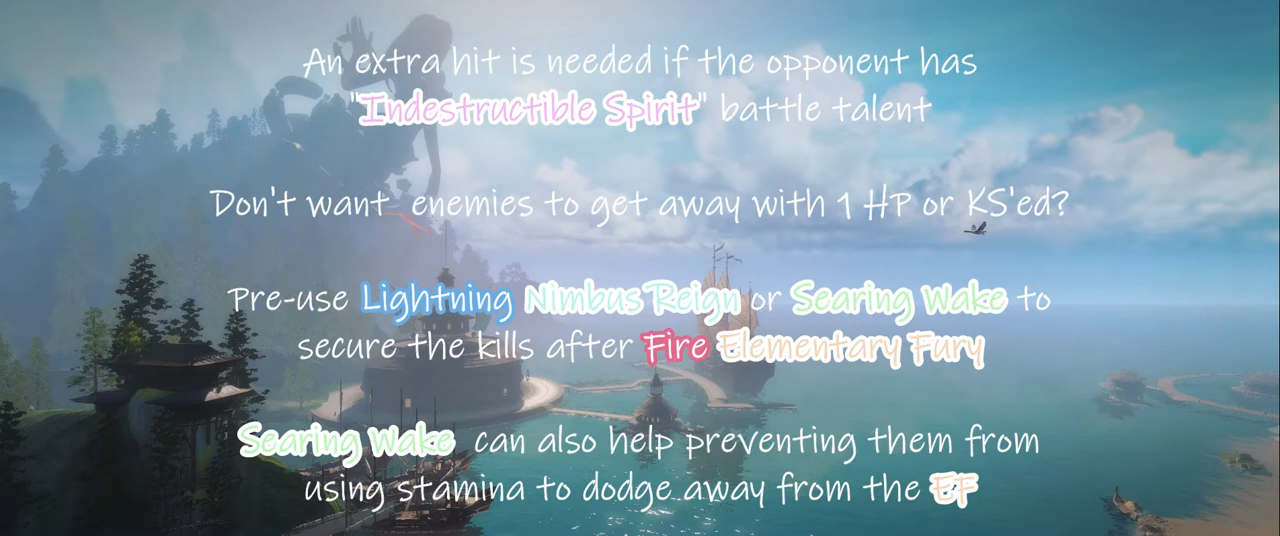 An extra hit is needed if the opponent has
"Indestructible Spirit" battle talent
Don't want enemies to get away with 1 HP or KS'ed?
Pre-use Lightning Nimbus Reign or Searing Wake to
secure the kills after Fire Elementary Fury
Searing Wake can also help preventing them from
using stamina to dodge away from the EF